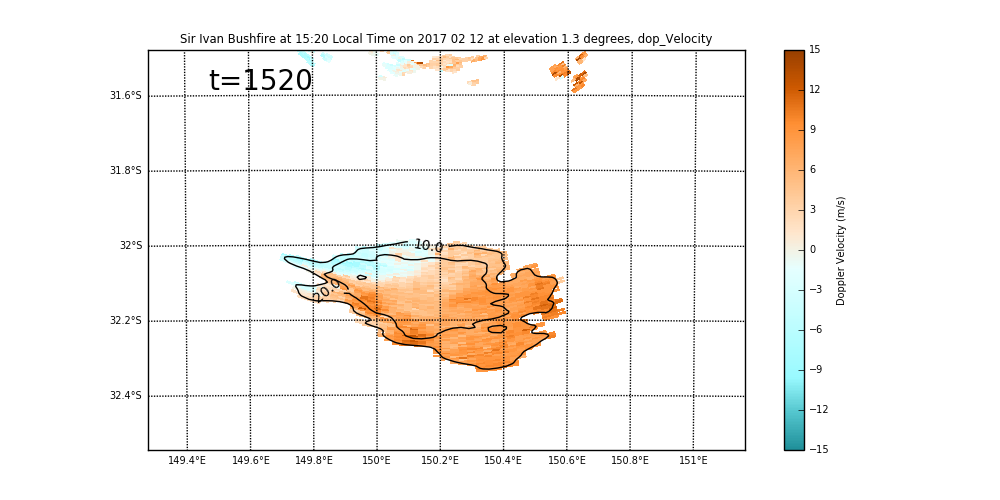 Sir Ivan Bushfire at 15:20 Local Time on 2017 02 12 at elevation 1.3 degrees, dop_Velocity
t=1520
31.6°S
31.8°S
32°S
32.2°S
32.4°S
10.0
20.0
149.4°E 149.6°E 149.8°E 150°E 150.2°E 150.4°E 150.6°E 150.8°E 151°E
15
12
9
6
3
0
−3
−6
−9
−12
−15
Doppler Velocity (m/s)